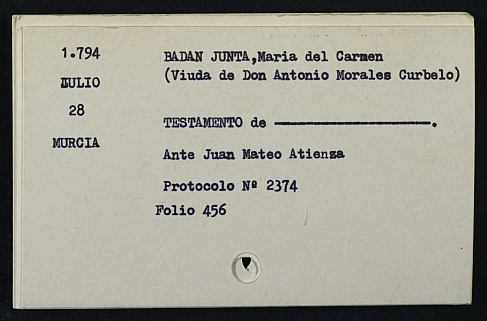 1.794
JULIO
28
MURCIA
BADAN JUNTA,Maria del Carmen
(Viuda de Don Antonio Morales Curbelo)
TESTAMENTO de ————————.
Ante Juan Mateo Atienza
Protocolo Nº 2374
Folio 456